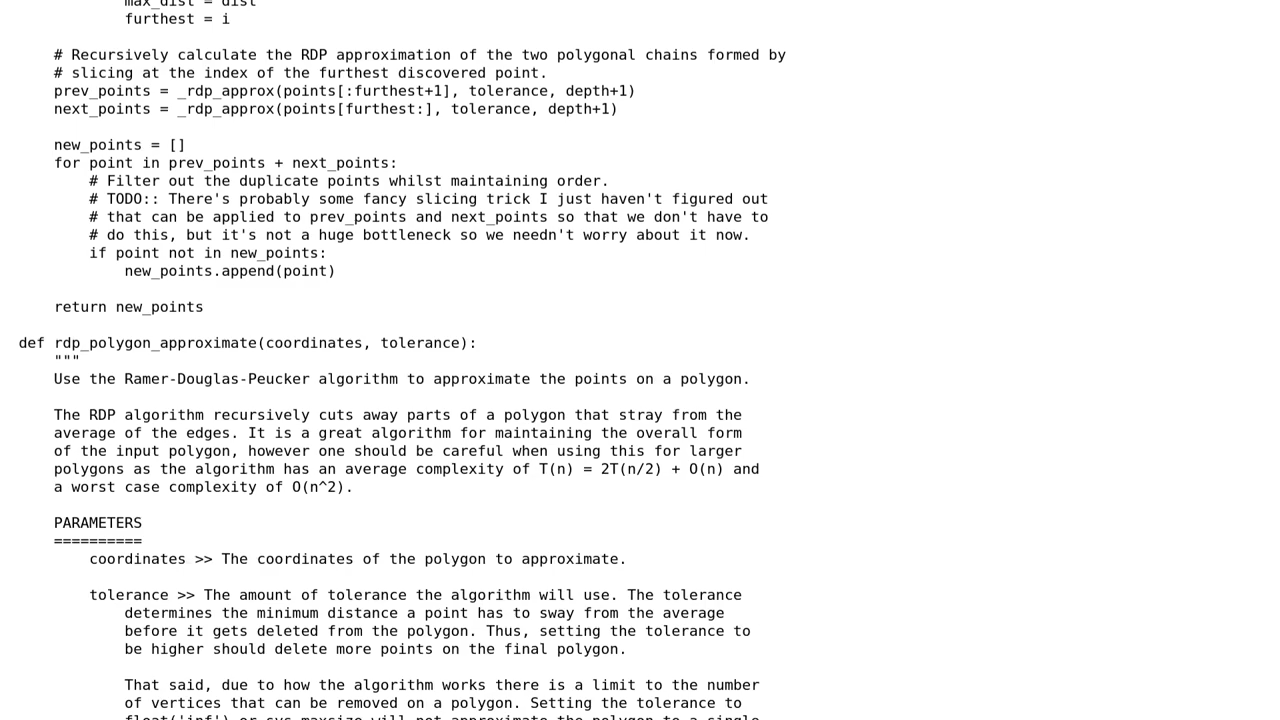 max_dist = dist
furthest = i
# Recursively calculate the RDP approximation of the two polygonal chains formed by
# slicing at the index of the furthest discovered point.
prev_points = _rdp_approx(points[:furthest+1], tolerance, depth+1)
next_points = _rdp_approx(points[furthest:], tolerance, depth+1)
new_points = []
for point in prev_points + next_points:
# Filter out the duplicate points whilst maintaining order.
# TODO:: There's probably some fancy slicing trick I just haven't figured out
# that can be applied to prev_points and next_points so that we don't have to
# do this, but it's not a huge bottleneck so we needn't worry about it now.
if point not in new_points:
new_points.append(point)
return new_points
def rdp_polygon_approximate(coordinates, tolerance):
"""
Use the Ramer-Douglas-Peucker algorithm to approximate the points on a polygon.
The RDP algorithm recursively cuts away parts of a polygon that stray from the
average of the edges. It is a great algorithm for maintaining the overall form
of the input polygon, however one should be careful when using this for larger
polygons as the algorithm has an average complexity of T(n) = 2T(n/2) + O(n) and
a worst case complexity of O(n^2).
PARAMETERS
==========
coordinates >> The coordinates of the polygon to approximate.
tolerance >> The amount of tolerance the algorithm will use. The tolerance
determines the minimum distance a point has to sway from the average
before it gets deleted from the polygon. Thus, setting the tolerance to
be higher should delete more points on the final polygon.
That said, due to how the algorithm works there is a limit to the number
of vertices that can be removed on a polygon. Setting the tolerance to
float('inf') or sys.maxsize will not approximate the polygon to a single